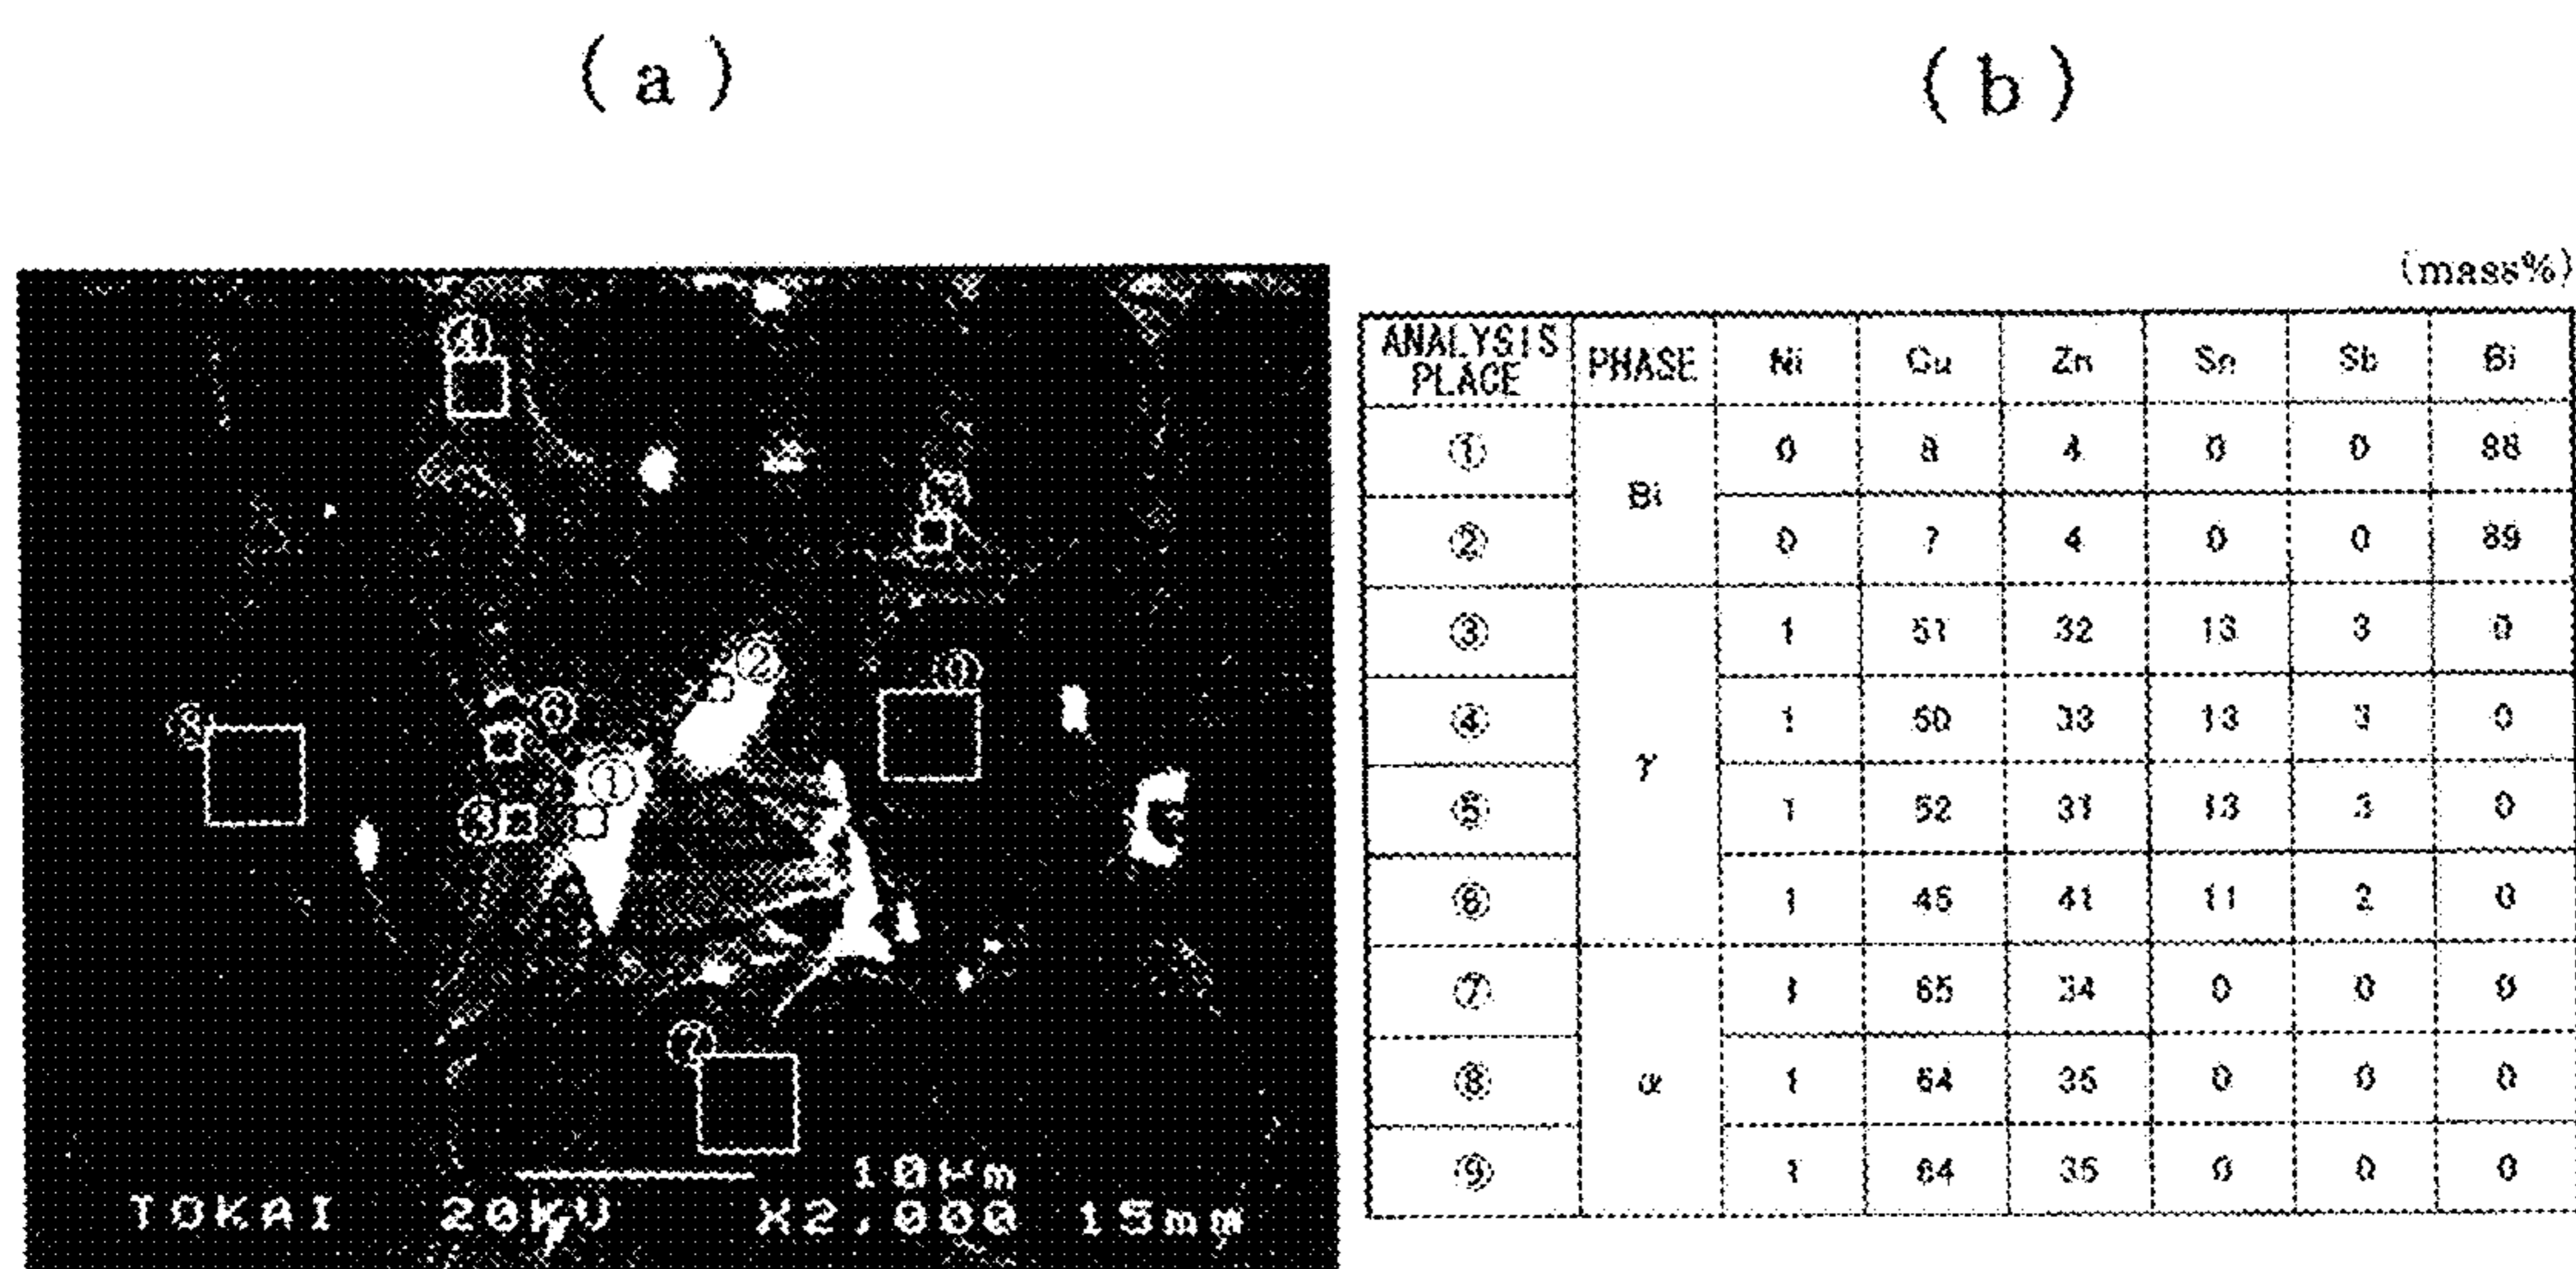 (a)
(b)
(mass%)
ANALYSIS PLACE PHASE Ni Cu Zn Sn Sb Bi
① Bi 0 8 4 0 0 88
② 0 7 4 0 0 89
③ γ 1 51 32 13 3 0
④ 1 50 33 13 3 0
⑤ 1 52 31 13 3 0
⑥ 1 45 41 11 2 0
⑦ α 1 65 34 0 0 0
⑧ 1 64 35 0 0 0
⑨ 1 64 35 0 0 0
④
②
⑨
⑧
⑥
①
③
⑦
10μm
TOKAI 20kV X2,000 15mm